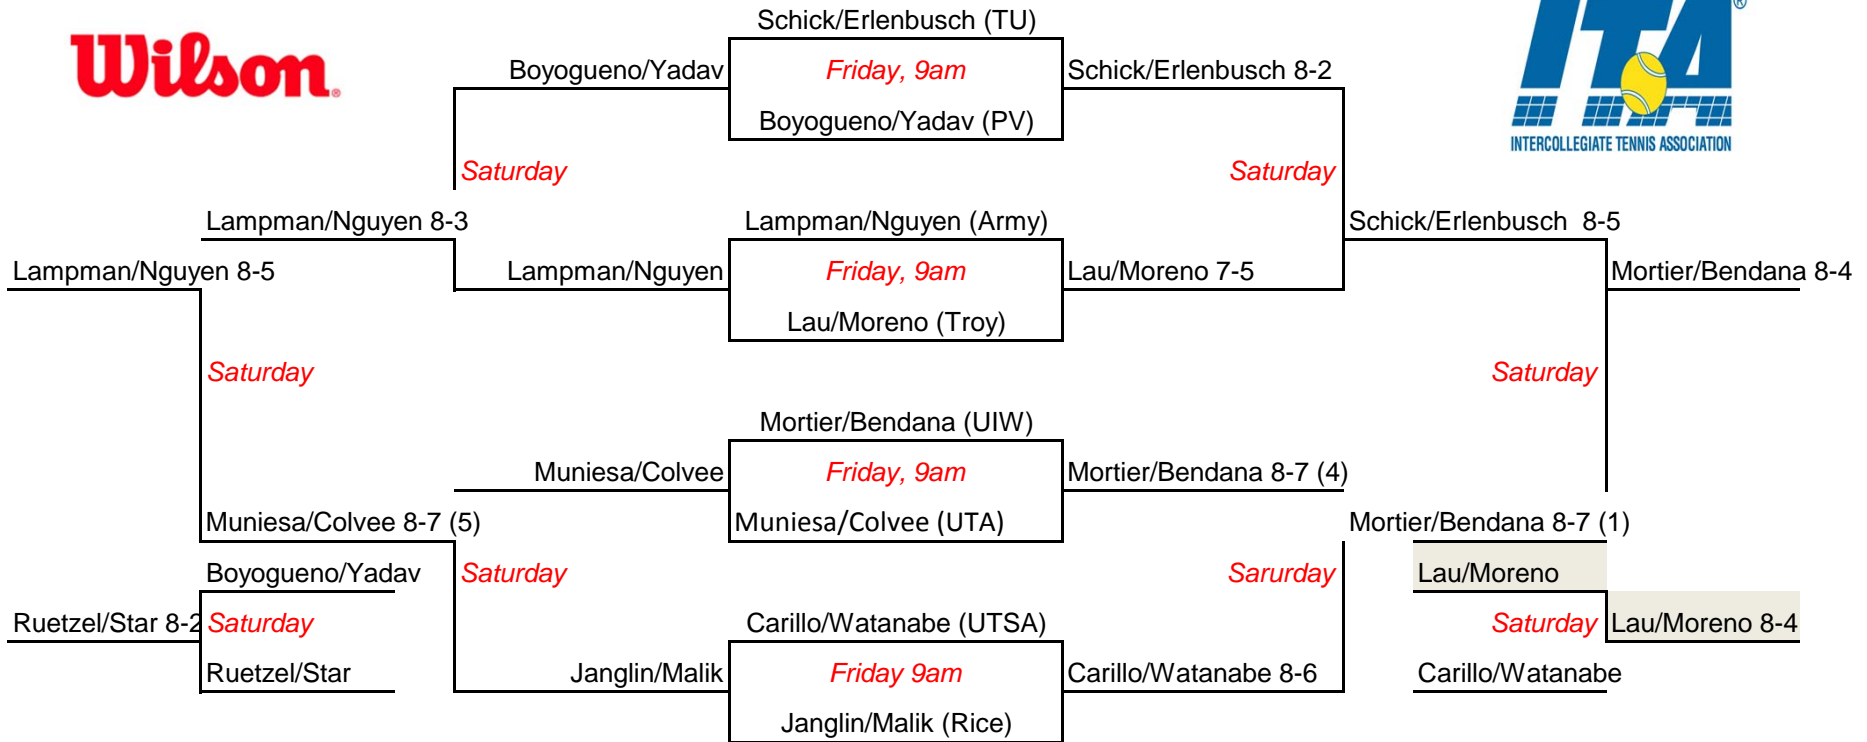 Schick/Erlenbusch (TU)
Wilson®
ITA®
Boyogueno/Yadav
Friday, 9am
Schick/Erlenbusch 8-2
Boyogueno/Yadav (PV)
INTERCOLLEGIATE TENNIS ASSOCIATION
Saturday
Saturday
Lampman/Nguyen 8-3
Lampman/Nguyen (Army)
Schick/Erlenbusch  8-5
Lampman/Nguyen 8-5
Lampman/Nguyen
Friday, 9am
Lau/Moreno 7-5
Mortier/Bendana 8-4
Lau/Moreno (Troy)
Saturday
Saturday
Mortier/Bendana (UIW)
Muniesa/Colvee
Friday, 9am
Mortier/Bendana 8-7 (4)
Muniesa/Colvee 8-7 (5)
Muniesa/Colvee (UTA)
Mortier/Bendana 8-7 (1)
Boyogueno/Yadav
Saturday
Sarurday
Lau/Moreno
Ruetzel/Star 8-2
Saturday
Carillo/Watanabe (UTSA)
Saturday
Lau/Moreno 8-4
Ruetzel/Star
Janglin/Malik
Friday 9am
Carillo/Watanabe 8-6
Carillo/Watanabe
Janglin/Malik (Rice)